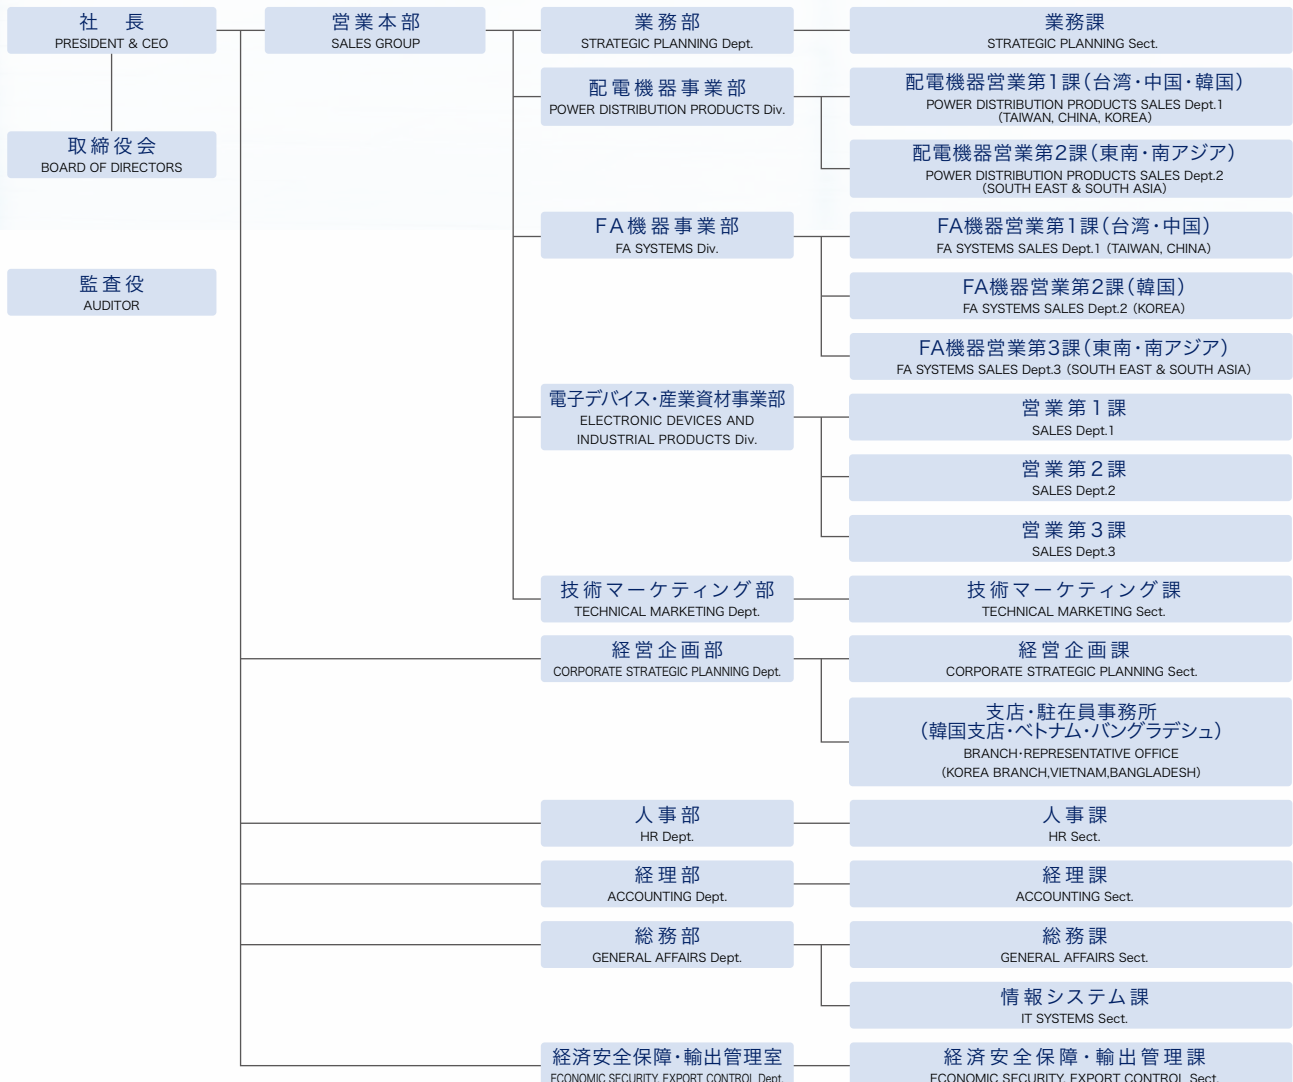 社　長
PRESIDENT & CEO
取締役会
BOARD OF DIRECTORS
監査役
AUDITOR
営業本部
SALES GROUP
業務部
STRATEGIC PLANNING Dept.
業務課
STRATEGIC PLANNING Sect.
配電機器事業部
POWER DISTRIBUTION PRODUCTS Div.
配電機器営業第1課（台湾・中国・韓国）
POWER DISTRIBUTION PRODUCTS SALES Dept.1
(TAIWAN, CHINA, KOREA)
配電機器営業第2課（東南・南アジア）
POWER DISTRIBUTION PRODUCTS SALES Dept.2
(SOUTH EAST & SOUTH ASIA)
FA機器事業部
FA SYSTEMS Div.
FA機器営業第1課（台湾・中国）
FA SYSTEMS SALES Dept.1 (TAIWAN, CHINA)
FA機器営業第2課（韓国）
FA SYSTEMS SALES Dept.2 (KOREA)
FA機器営業第3課（東南・南アジア）
FA SYSTEMS SALES Dept.3 (SOUTH EAST & SOUTH ASIA)
電子デバイス・産業資材事業部
ELECTRONIC DEVICES AND
INDUSTRIAL PRODUCTS Div.
営業第1課
SALES Dept.1
営業第2課
SALES Dept.2
営業第3課
SALES Dept.3
技術マーケティング部
TECHNICAL MARKETING Dept.
技術マーケティング課
TECHNICAL MARKETING Sect.
経営企画部
CORPORATE STRATEGIC PLANNING Dept.
経営企画課
CORPORATE STRATEGIC PLANNING Sect.
支店・駐在員事務所
（韓国支店・ベトナム・バングラデシュ）
BRANCH・REPRESENTATIVE OFFICE
(KOREA BRANCH,VIETNAM,BANGLADESH)
人事部
HR Dept.
人事課
HR Sect.
経理部
ACCOUNTING Dept.
経理課
ACCOUNTING Sect.
総務部
GENERAL AFFAIRS Dept.
総務課
GENERAL AFFAIRS Sect.
情報システム課
IT SYSTEMS Sect.
経済安全保障・輸出管理室
ECONOMIC SECURITY, EXPORT CONTROL Dept.
経済安全保障・輸出管理課
ECONOMIC SECURITY, EXPORT CONTROL Sect.